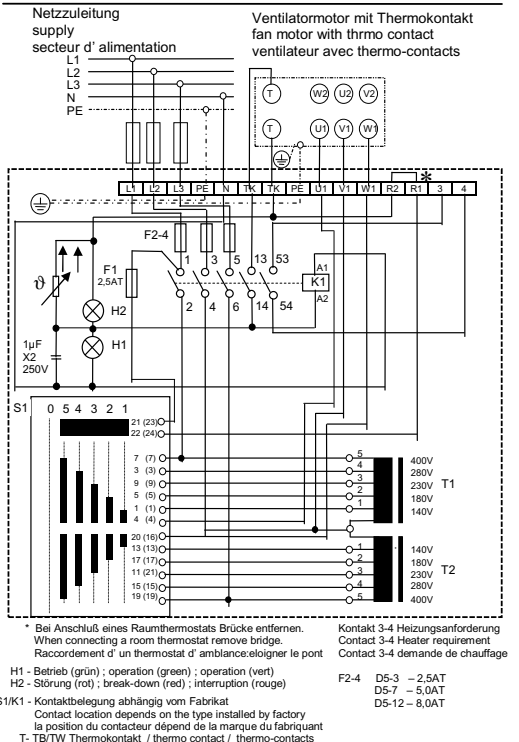 Netzzuleitung
supply
secteur d' alimentation
Ventilatormotor mit Thermokontakt
fan motor with thrmo contact
ventilateur avec thermo-contacts
L1
L2
L3
N
PE
T W2 U2 V2
T U1 V1 W1
L1 L2 L3 PE N TK TK PE U1 V1 W1 R2 R1 3 4
*
F2-4
F1
2,5AT
1 3 5 13 53
2 4 6 14 54
A1
K1
A2
ϑ
H2
H1
1µF
X2
250V
S1 0 5 4 3 2 1
21 (23)
22 (24)
7 (7)
3 (3)
9 (9)
5 (5)
1 (1)
4 (4)
20 (16)
13 (13)
17 (17)
11 (21)
15 (15)
19 (19)
5 400V
4 280V
3 230V
2 180V
1 140V
T1
1 140V
2 180V
3 230V
4 280V
5 400V
T2
* Bei Anschluß eines Raumthermostats Brücke entfernen.
When connecting a room thermostat remove bridge.
Raccordement d' un thermostat d' amblance:eloigner le pont
Kontakt 3-4 Heizungsanforderung
Contact 3-4 Heater requirement
Contact 3-4 demande de chauffage
H1 - Betrieb (grün) ; operation (green) ; operation (vert)
H2 - Störung (rot) ; break-down (red) ; interruption (rouge)
F2-4 D5-3 – 2,5AT
D5-7 – 5,0AT
D5-12 – 8,0AT
S1/K1 - Kontaktbelegung abhängig vom Fabrikat
Contact location depends on the type installed by factory
la position du contacteur dépend de la marque du fabriquant
T- TB/TW Thermokontakt / thermo contact / thermo-contacts